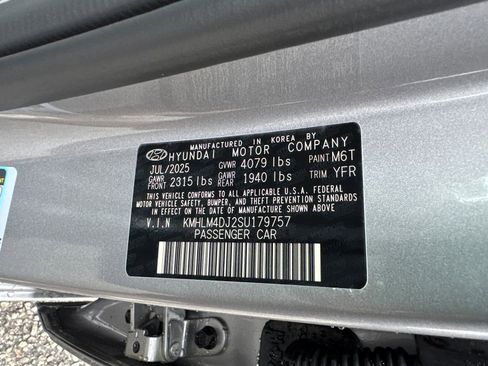 MANUFACTURED IN KOREA BY
HYUNDAI MOTOR COMPANY
JUL/2025 GVWR 4079 lbs PAINT M6T
GAWR FRONT 2315 lbs GAWR REAR 1940 lbs TRIM YFR
THIS VEHICLE CONFORMS TO ALL APPLICABLE U.S.A. FEDERAL
MOTOR VEHICLE SAFETY, BUMPER, AND THEFT PREVENTION STANDARDS
IN EFFECT ON THE DATE OF MANUFACTURE SHOWN ABOVE.
V.I.N KMHLM4DJ2SU179757
PASSENGER CAR